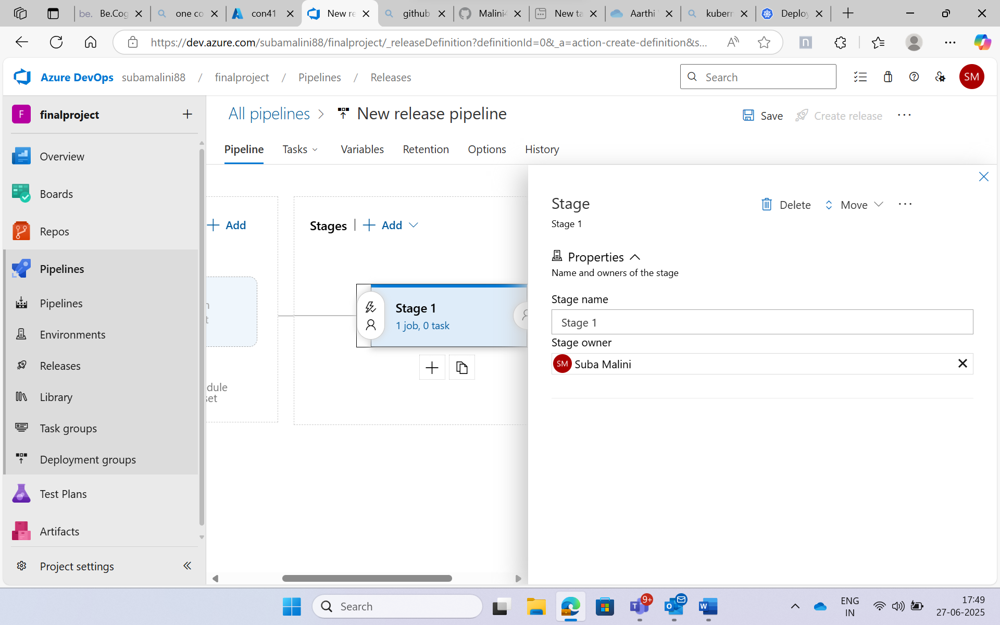 be. Be.Cog
one co
con41
New re
github
Malini4
New ta
Aarthi
kubern
Deploy
https://dev.azure.com/subamalini88/finalproject/_releaseDefinition?definitionId=0&_a=action-create-definition&s...
Azure DevOps subamalini88 / finalproject / Pipelines / Releases
Search
SM
F finalproject
All pipelines > New release pipeline
Save
Create release
Pipeline Tasks Variables Retention Options History
Overview
Boards
Repos
Pipelines
Pipelines
Environments
Releases
Library
Task groups
Deployment groups
Test Plans
Artifacts
Project settings
Add
Stages | Add
Stage 1
1 job, 0 task
dule
set
Stage
Delete
Move
Stage 1
Properties
Name and owners of the stage
Stage name
Stage 1
Stage owner
SM Suba Malini
Search
9+
ENG
IN
17:49
27-06-2025